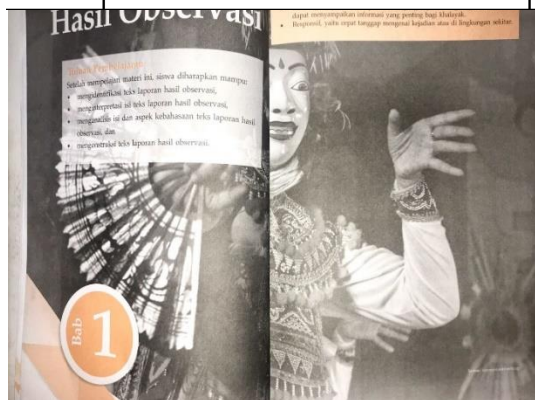 Hasil Observasi
Setelah mempelajari materi ini, siswa diharapkan mampu:
• mengidentifikasi teks laporan hasil observasi,
• menginterpretasi isi teks laporan hasil observasi,
• menganalisis isi dan aspek kebahasaan teks laporan hasil
observasi, dan
• mengonstruksi teks laporan hasil observasi.
Bab
1
dapat menyampaikan informasi yang penting bagi khalayak.
• Responsif, yaitu cepat tanggap mengenai kejadian atau di lingkungan sekitar.